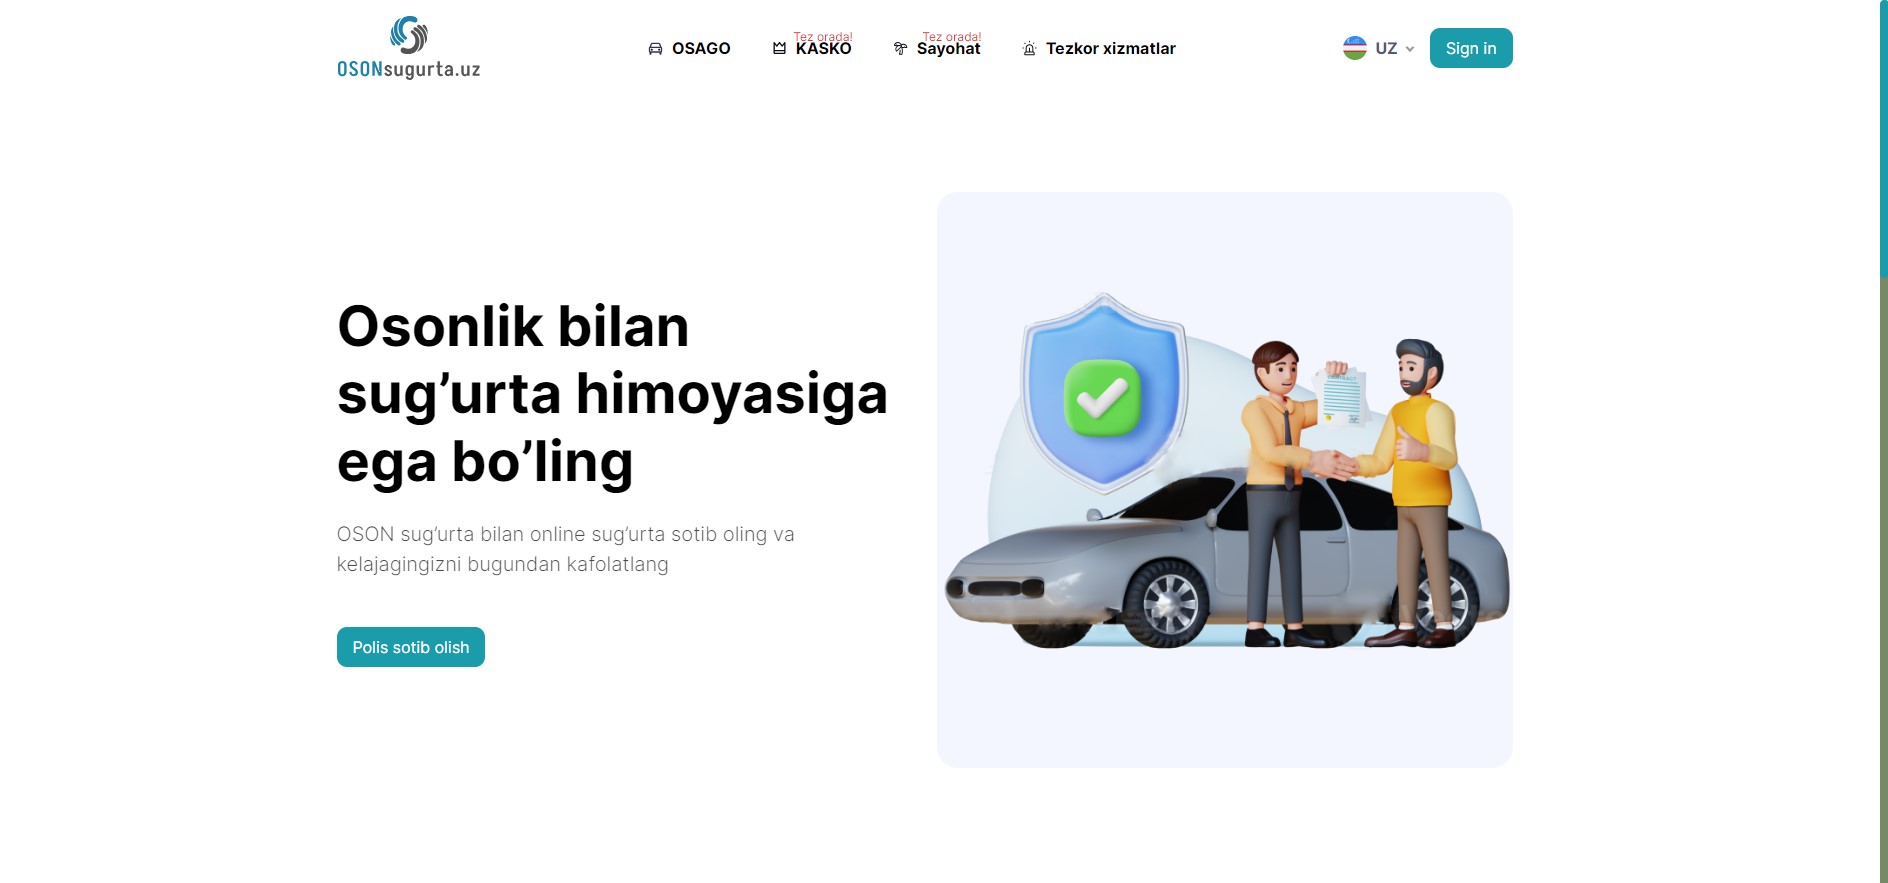 OSONsugurta.uz
OSAGO
Tez orada!
KASKO
Tez orada!
Sayohat
Tezkor xizmatlar
UZ
Sign in
Osonlik bilan
sug’urta himoyasiga
ega bo’ling
OSON sug‘urta bilan online sug‘urta sotib oling va
kelajagingizni bugundan kafolatlang
Polis sotib olish